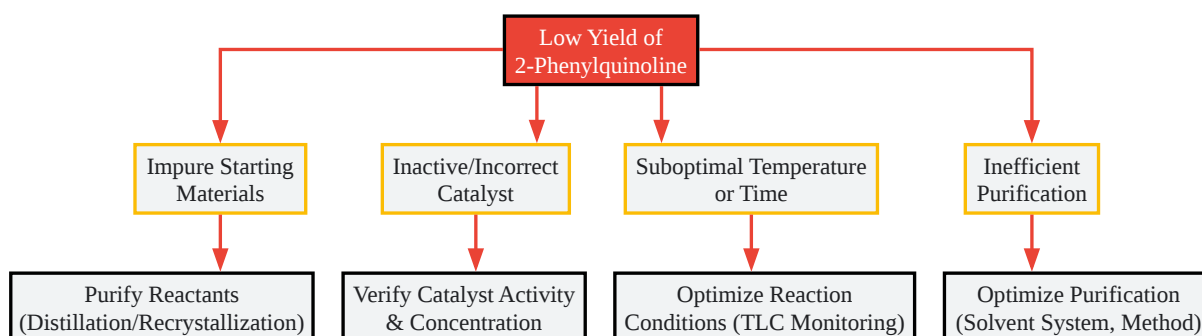 Low Yield of
2-Phenylquinoline
Impure Starting
Materials
Inactive/Incorrect
Catalyst
Suboptimal Temperature
or Time
Inefficient
Purification
Purify Reactants
(Distillation/Recrystallization)
Verify Catalyst Activity
& Concentration
Optimize Reaction
Conditions (TLC Monitoring)
Optimize Purification
(Solvent System, Method)